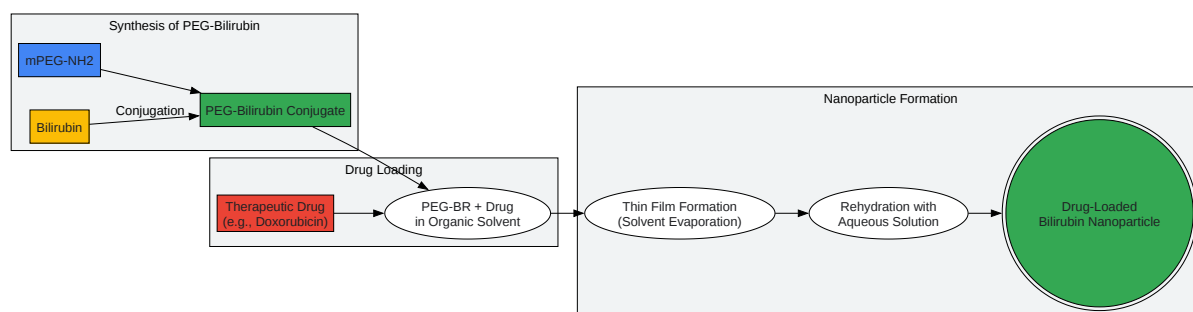 Synthesis of PEG-Bilirubin
mPEG-NH2
Bilirubin
Conjugation
PEG-Bilirubin Conjugate
Drug Loading
Therapeutic Drug
(e.g., Doxorubicin)
PEG-BR + Drug
in Organic Solvent
Nanoparticle Formation
Thin Film Formation
(Solvent Evaporation)
Rehydration with
Aqueous Solution
Drug-Loaded
Bilirubin Nanoparticle